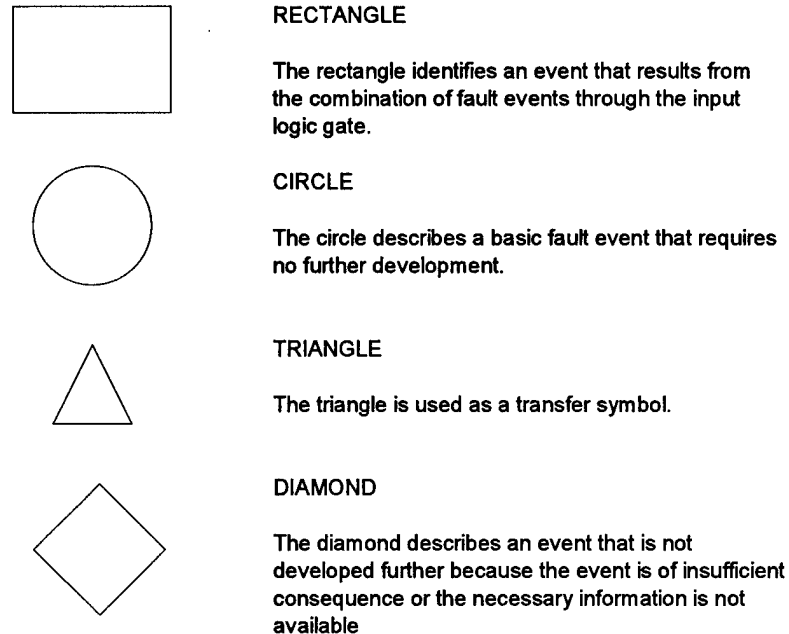 RECTANGLE
The rectangle identifies an event that results from
the combination of fault events through the input
logic gate.
CIRCLE
The circle describes a basic fault event that requires
no further development.
TRIANGLE
The triangle is used as a transfer symbol.
DIAMOND
The diamond describes an event that is not
developed further because the event is of insufficient
consequence or the necessary information is not
available